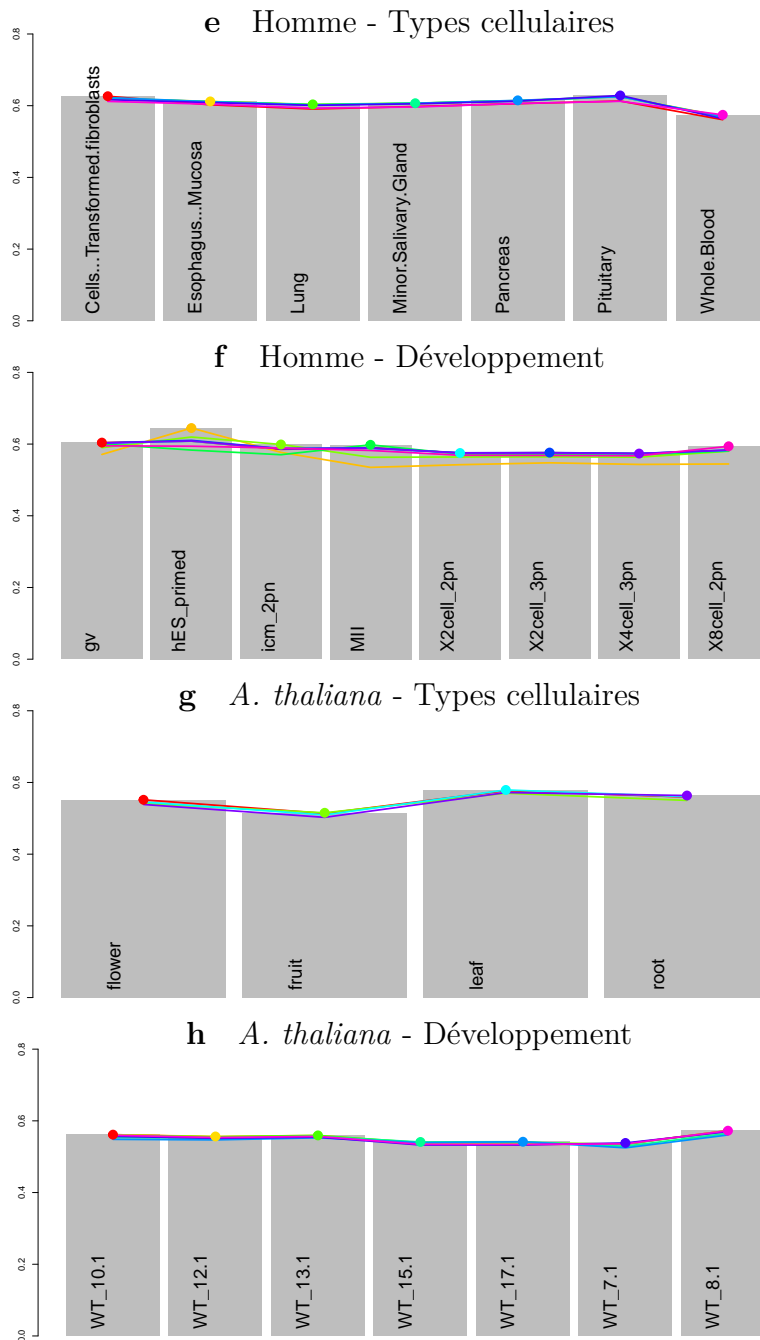 e Homme - Types cellulaires
0.8
0.6
0.4
0.2
0.0
Cells...Transformed.fibroblasts
Esophagus...Mucosa
Lung
Minor.Salivary.Gland
Pancreas
Pituitary
Whole.Blood
f Homme - Développement
0.8
0.6
0.4
0.2
0.0
gv
hES_primed
icm_2pn
MII
X2cell_2pn
X2cell_3pn
X4cell_3pn
X8cell_2pn
g A. thaliana - Types cellulaires
0.8
0.6
0.4
0.2
0.0
flower
fruit
leaf
root
h A. thaliana - Développement
0.8
0.6
0.4
0.2
0.0
WT_10.1
WT_12.1
WT_13.1
WT_15.1
WT_17.1
WT_7.1
WT_8.1